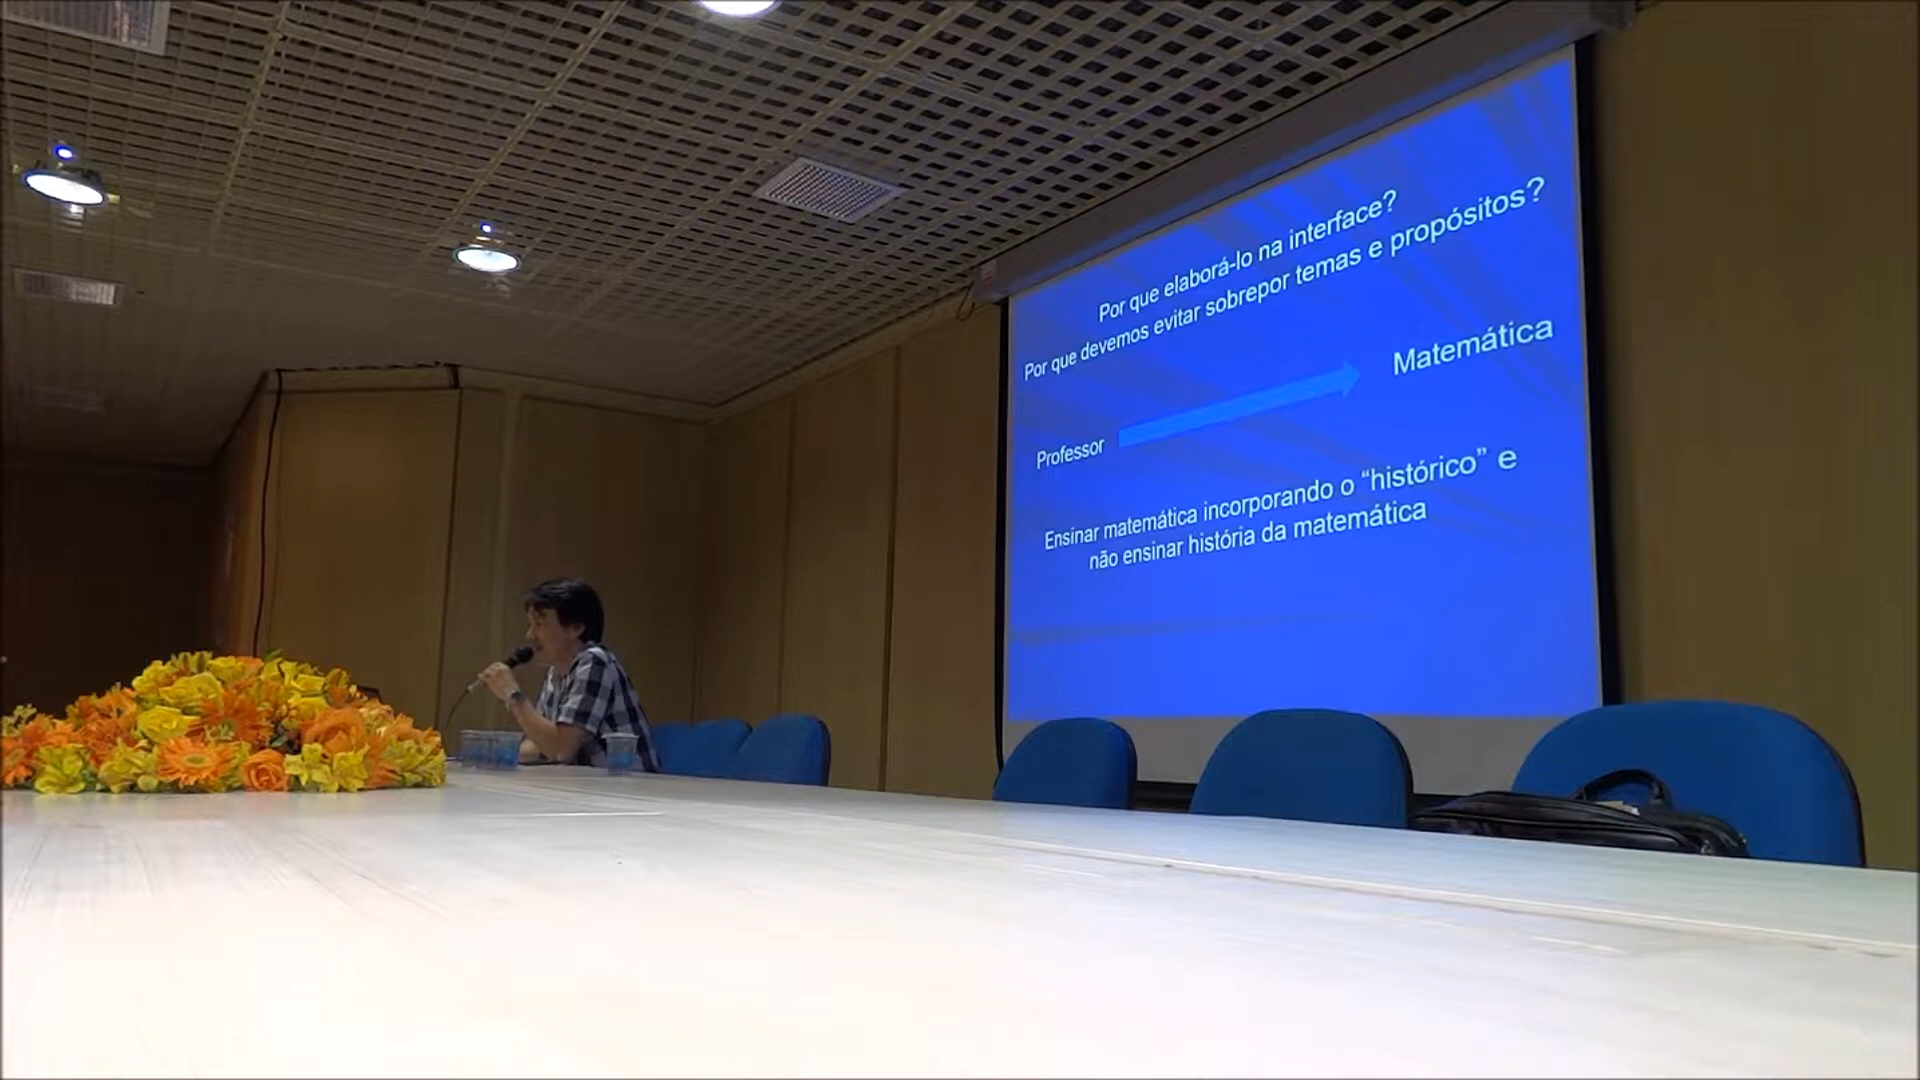 Por que elaborá-lo na interface?
Por que devemos evitar sobrepor temas e propósitos?
Matemática
Professor
Ensinar matemática incorporando o “histórico” e
não ensinar história da matemática